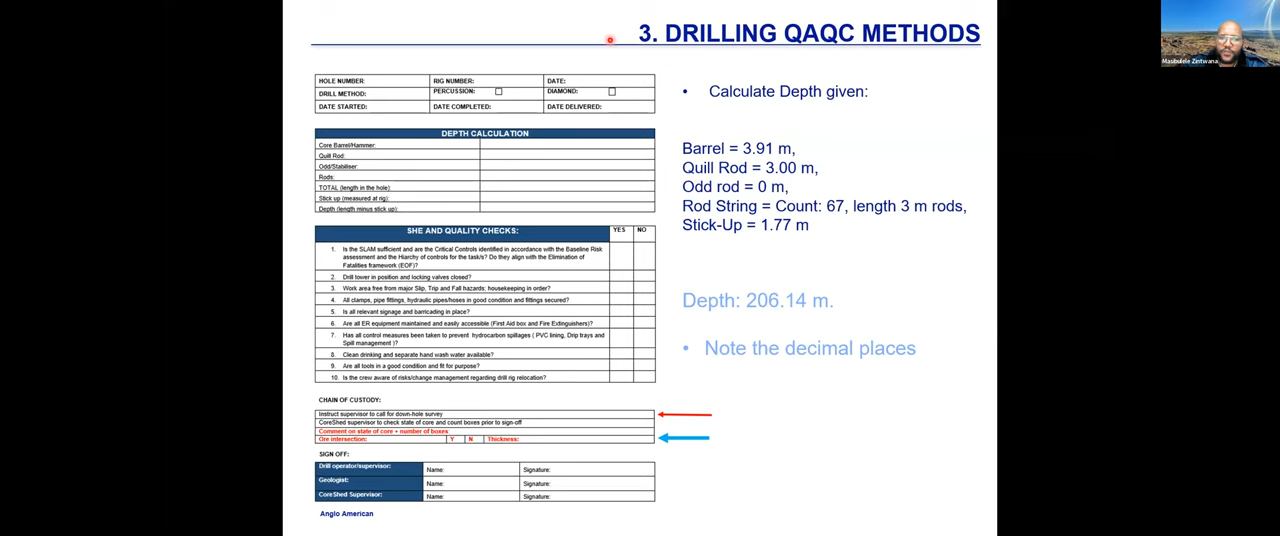 3. DRILLING QAQC METHODS
Masibulele Zintwana
HOLE NUMBER: RIG NUMBER: DATE:
DRILL METHOD: PERCUSSION: DIAMOND:
DATE STARTED: DATE COMPLETED: DATE DELIVERED:
DEPTH CALCULATION
Core Barrel/Hammer:
Quill Rod:
Odd/Stabiliser:
Rods:
TOTAL (length in the hole):
Stick up (measured at rig):
Depth (length minus stick up):
SHE AND QUALITY CHECKS: YES NO
1. Is the SLAM sufficient and are the Critical Controls identified in accordance with the Baseline Risk
assessment and the Hiarchy of controls for the task/s? Do they align with the Elimination of
Fatalities framework (EOF)?
2. Drill tower in position and locking valves closed?
3. Work area free from major Slip, Trip and Fall hazards; housekeeping in order?
4. All clamps, pipe fittings, hydraulic pipes/hoses in good condition and fittings secured?
5. Is all relevant signage and barricading in place?
6. Are all ER equipment maintained and easily accessible (First Aid box and Fire Extinguishers)?
7. Has all control measures been taken to prevent hydrocarbon spillages ( PVC lining, Drip trays and
Spill management )?
8. Clean drinking and separate hand wash water available?
9. Are all tools in a good condition and fit for purpose?
10. Is the crew aware of risks/change management regarding drill rig relocation?
CHAIN OF CUSTODY:
Instruct supervisor to call for down-hole survey
CoreShed supervisor to check state of core and count boxes prior to sign-off
Comment on state of core + number of boxes:
Ore intersection: Y N Thickness:
SIGN OFF:
Drill operator/supervisor: Name: Signature:
Geologist: Name: Signature:
CoreShed Supervisor: Name: Signature:
Anglo American
• Calculate Depth given:
Barrel = 3.91 m,
Quill Rod = 3.00 m,
Odd rod = 0 m,
Rod String = Count: 67, length 3 m rods,
Stick-Up = 1.77 m
Depth: 206.14 m.
• Note the decimal places